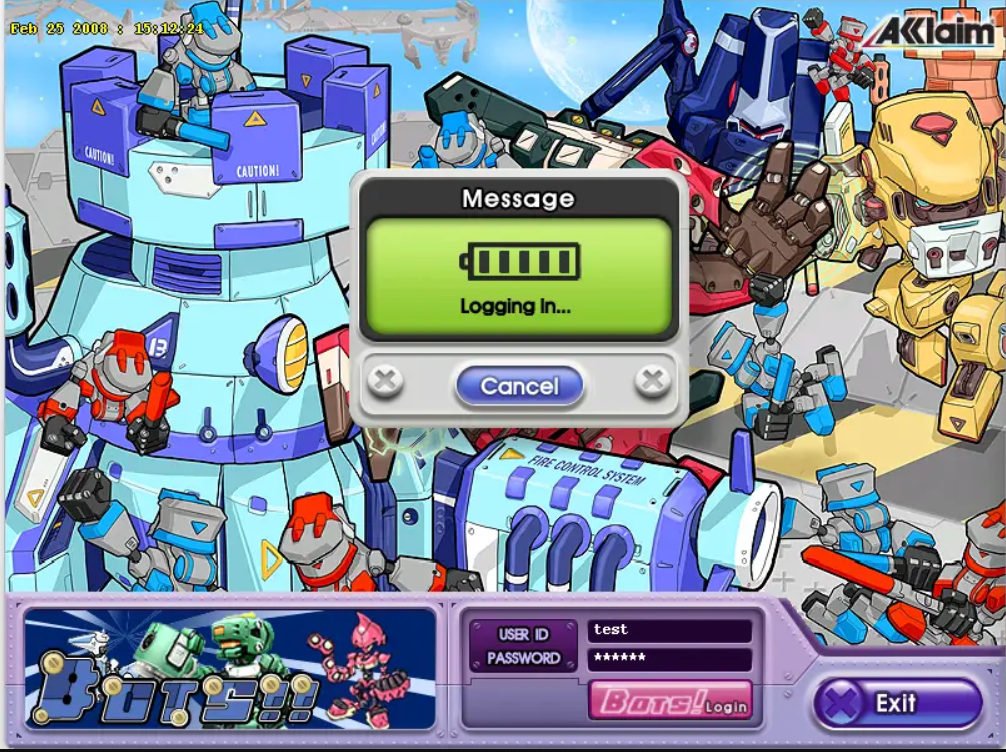 Feb 25 2008 : 15:12:24
Acclaim
CAUTION!
CAUTION!
Message
Logging In...
Cancel
13
FIRE CONTROL SYSTEM
BOTS!!
USER ID
test
PASSWORD
******
BOTS! Login
Exit